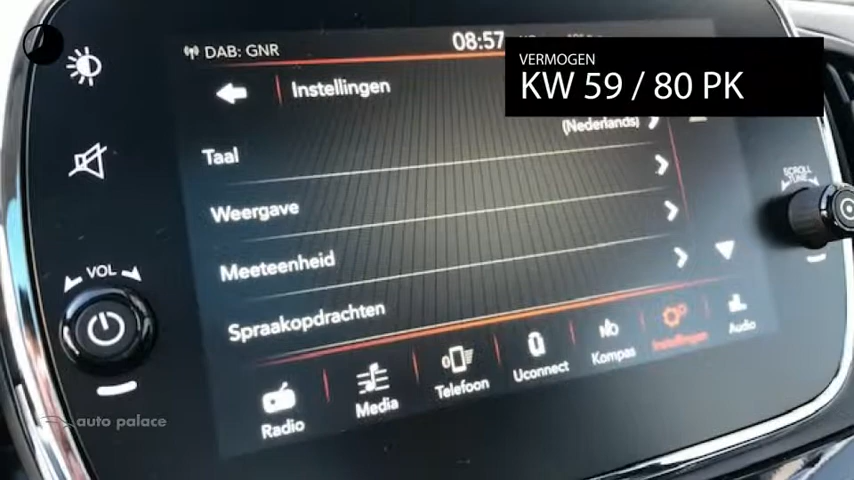 DAB: GNR
08:57
VERMOGEN
KW 59 / 80 PK
Instellingen
(Nederlands)
Taal
Weergave
Meeteenheid
Spraakopdrachten
SCROLL
TUNE
VOL
Radio
Media
Telefoon
Uconnect
Kompas
Instellingen
Audio
auto palace